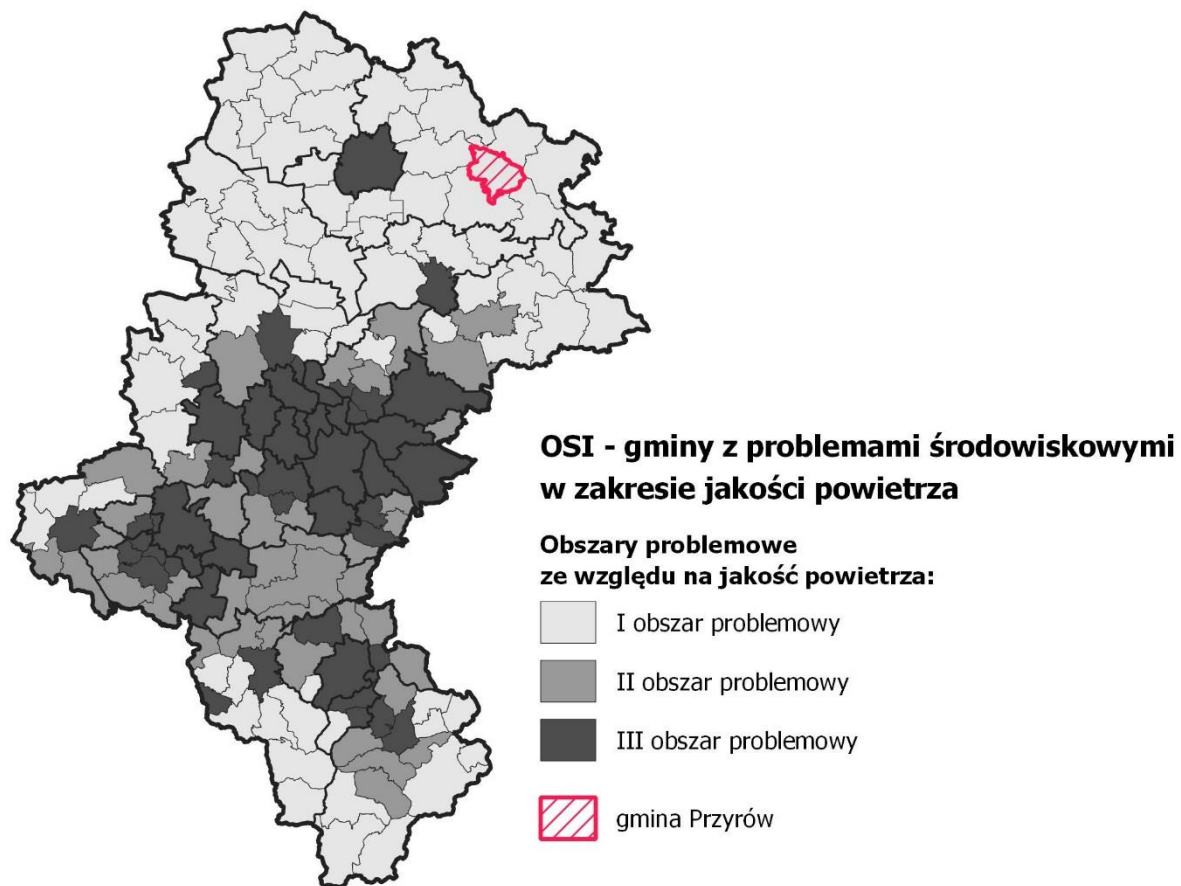 OSI - gminy z problemami środowiskowymi
w zakresie jakości powietrza
Obszary problemowe
ze względu na jakość powietrza:
I obszar problemowy
II obszar problemowy
III obszar problemowy
gmina Przyrów